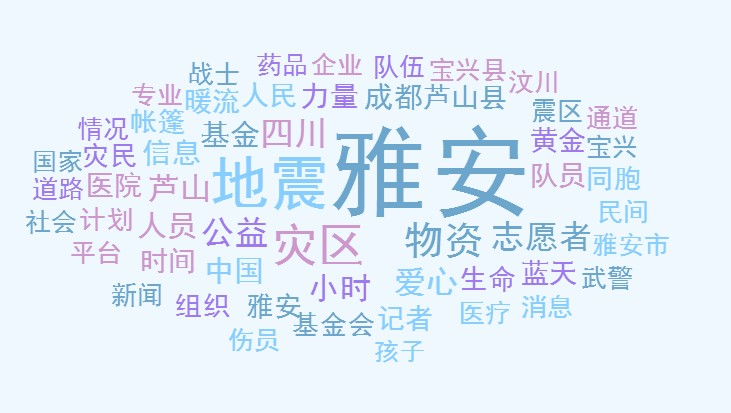 战士 药品 企业 队伍 宝兴县 汶川
专业 暖流 人民 力量 成都 芦山县 震区 通道
情况 帐篷 基金 四川 雅安 黄金 宝兴
国家 灾民 信息 地震 队员 同胞
道路 医院 芦山 民间
社会 计划 人员 公益 灾区 物资 志愿者 雅安市
平台 时间 中国 爱心 生命 蓝天 武警
新闻 组织 雅安 小时 记者 医疗 消息
伤员 基金会 孩子